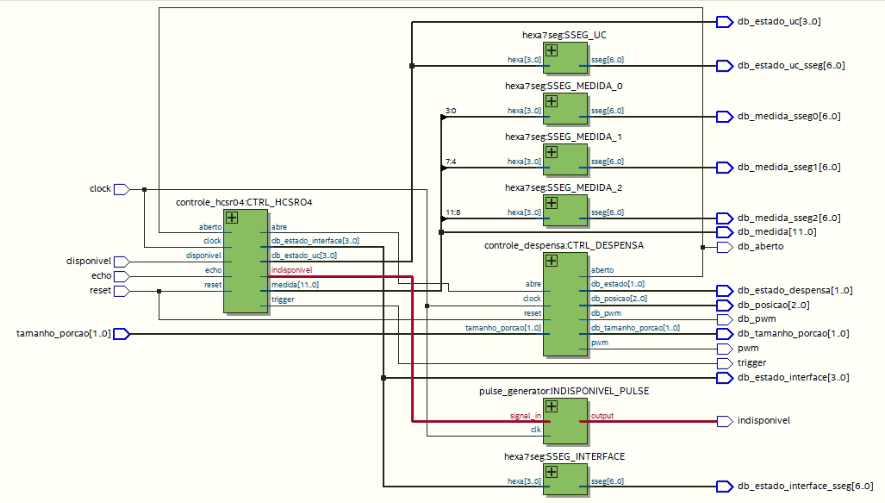 db_estado_uc[3..0]
hexa7seg:SSEG_UC
hexa[3..0]
sseg[6..0]
db_estado_uc_sseg[6..0]
hexa7seg:SSEG_MEDIDA_0
3:0
hexa[3..0]
sseg[6..0]
db_medida_sseg0[6..0]
hexa7seg:SSEG_MEDIDA_1
7:4
hexa[3..0]
sseg[6..0]
db_medida_sseg1[6..0]
hexa7seg:SSEG_MEDIDA_2
11:8
hexa[3..0]
sseg[6..0]
db_medida_sseg2[6..0]
db_medida[11..0]
db_aberto
clock
disponivel
echo
reset
tamanho_porcao[1..0]
controle_hcsr04:CTRL_HCSRO4
aberto
clock
disponivel
echo
reset
abre
db_estado_interface[3..0]
db_estado_uc[3..0]
indisponivel
medida[11..0]
trigger
controle_despensa:CTRL_DESPENSA
abre
clock
reset
tamanho_porcao[1..0]
aberto
db_estado[1..0]
db_posicao[2..0]
db_pwm
db_tamanho_porcao[1..0]
pwm
db_estado_despensa[1..0]
db_posicao[2..0]
db_pwm
db_tamanho_porcao[1..0]
pwm
trigger
db_estado_interface[3..0]
pulse_generator:INDISPONIVEL_PULSE
signal_in
clk
output
indisponivel
hexa7seg:SSEG_INTERFACE
hexa[3..0]
sseg[6..0]
db_estado_interface_sseg[6..0]